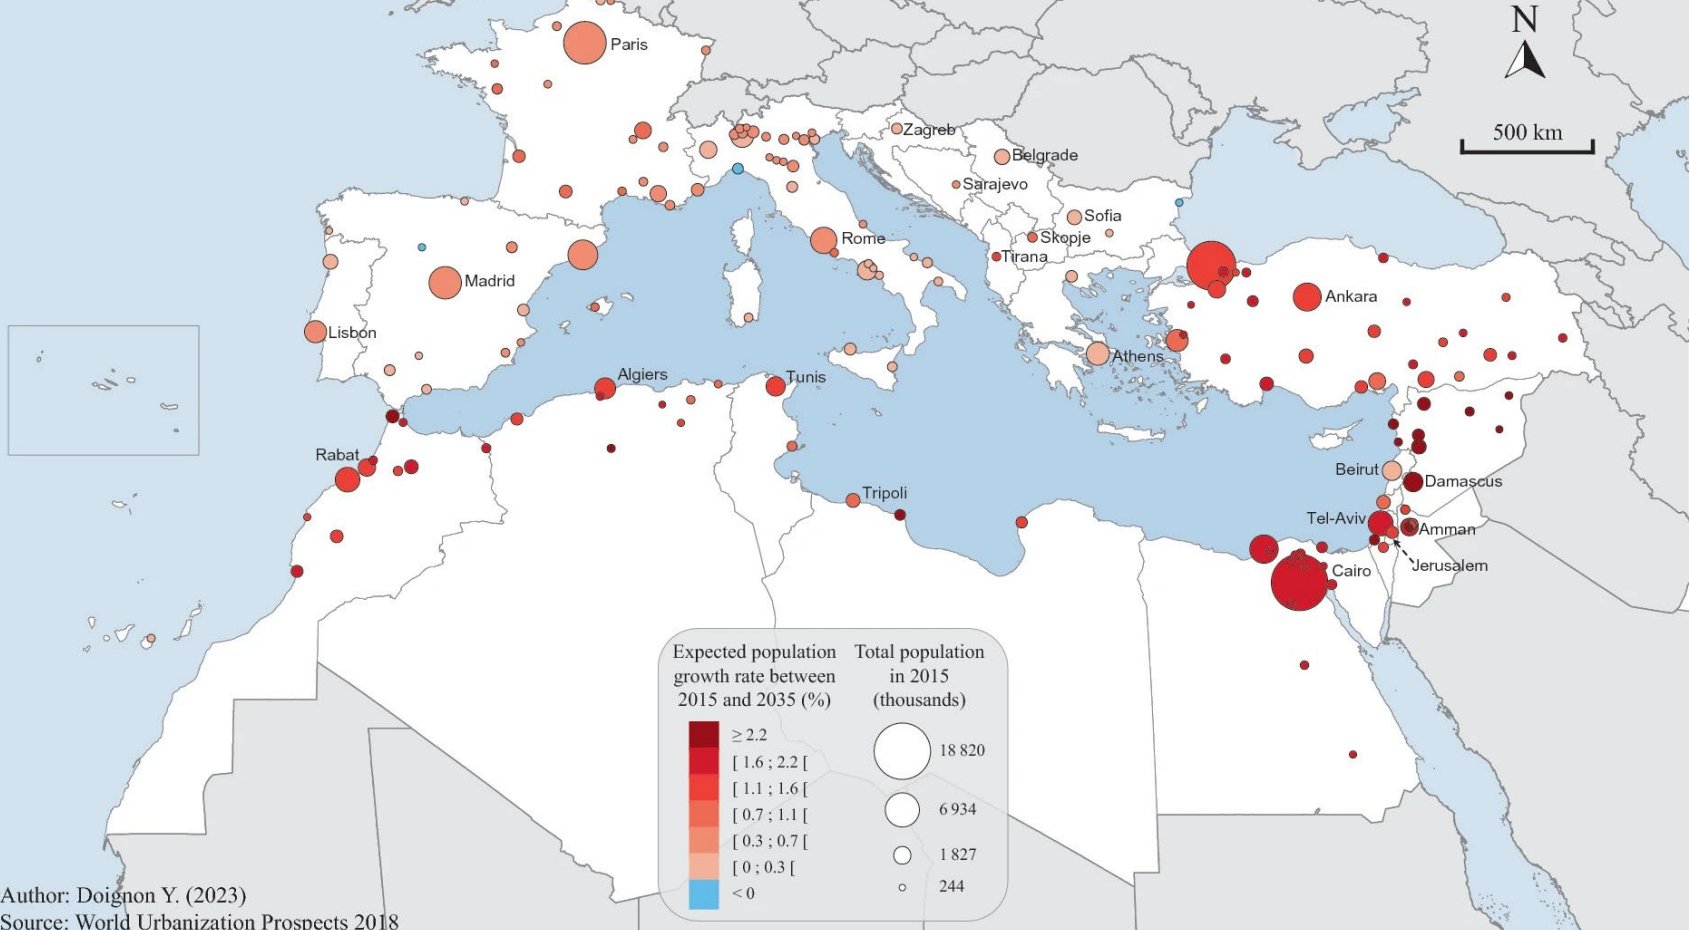 Paris
N
500 km
Zagreb
Belgrade
Sarajevo
Sofia
Skopje
Rome
Tirana
Madrid
Ankara
Lisbon
Athens
Algiers
Tunis
Rabat
Beirut
Damascus
Tripoli
Tel-Aviv
Amman
Jerusalem
Cairo
Expected population
growth rate between
2015 and 2035 (%)
≥ 2.2
[ 1.6 ; 2.2 [
[ 1.1 ; 1.6 [
[ 0.7 ; 1.1 [
[ 0.3 ; 0.7 [
[ 0 ; 0.3 [
< 0
Total population
in 2015
(thousands)
18 820
6 934
1 827
244
Author: Doignon Y. (2023)
Source: World Urbanization Prospects 2018